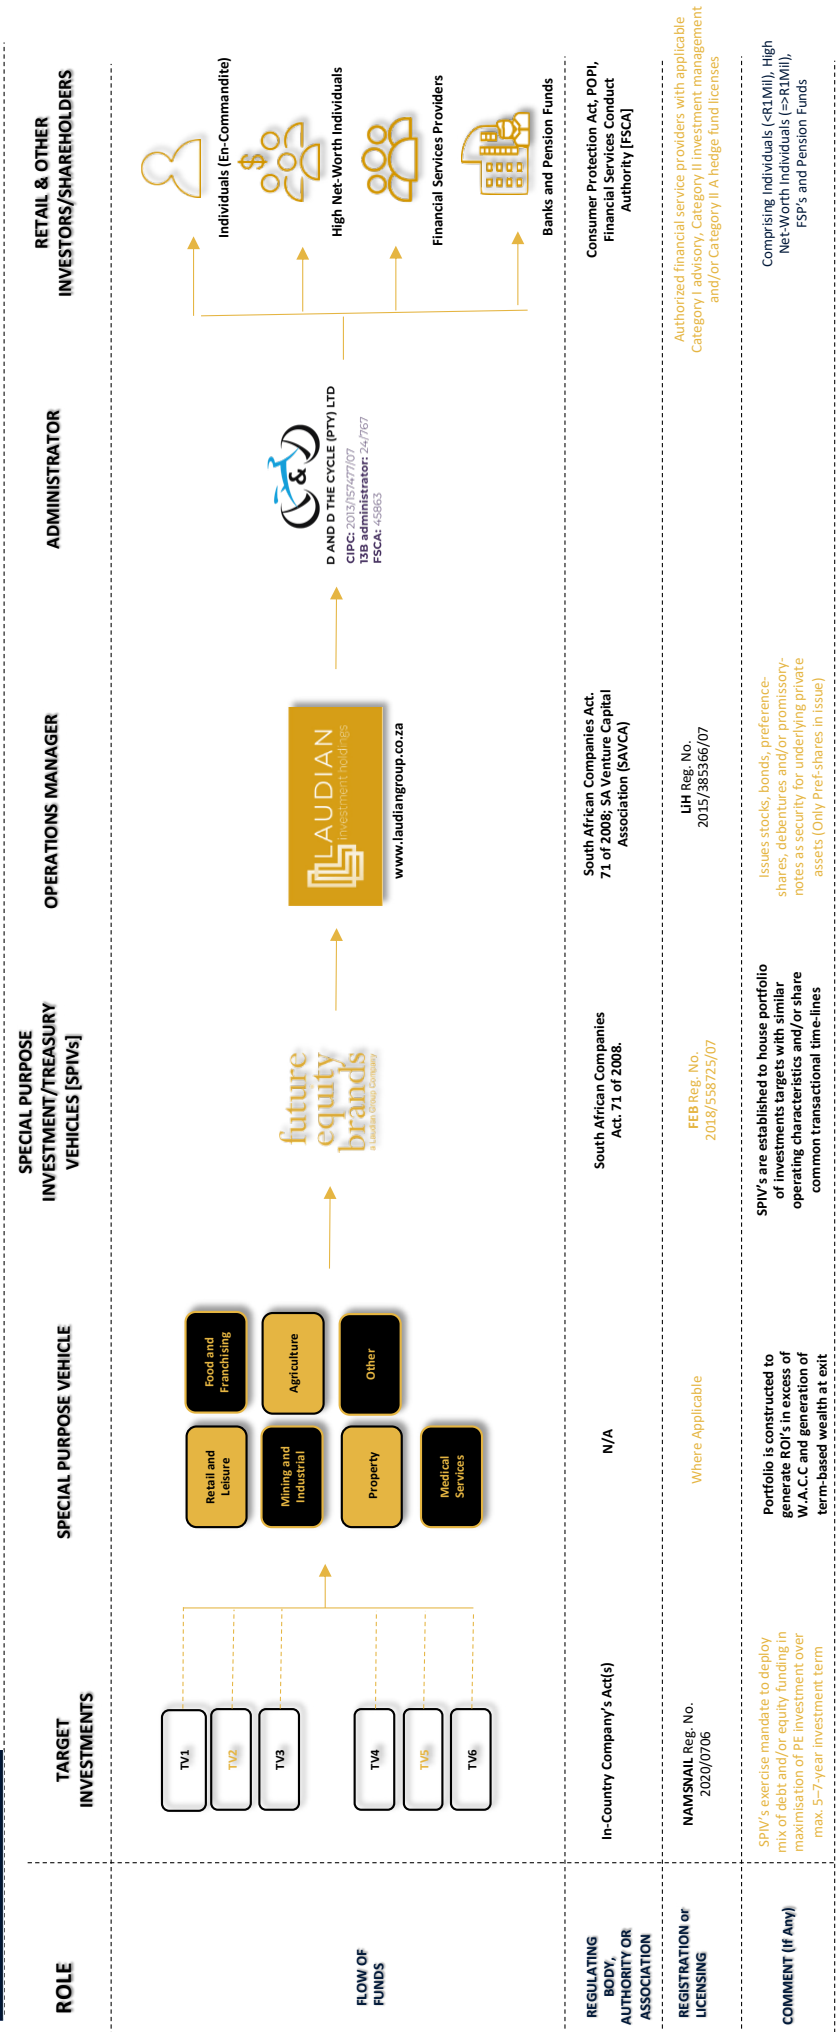 ROLE
TARGET
INVESTMENTS
SPECIAL PURPOSE VEHICLE
SPECIAL PURPOSE
INVESTMENT/TREASURY
VEHICLES [SPIVs]
OPERATIONS MANAGER
ADMINISTRATOR
RETAIL & OTHER
INVESTORS/SHAREHOLDERS
FLOW OF
FUNDS
TV1
TV2
TV3
TV4
TV5
TV6
Retail and
Leisure
Food and
Franchising
Mining and
Industrial
Agriculture
Property
Other
Medical
Services
future
equity
brands
a Laudian Group Company
LAUDIAN
investment holdings
www.laudiangroup.co.za
&
D AND D THE CYCLE (PTY) LTD
CIPC: 2013/157477/07
13B administrator: 24/767
FSCA: 45863
Individuals (En-Commandite)
$
High Net-Worth Individuals
Financial Services Providers
Banks and Pension Funds
REGULATING
BODY,
AUTHORITY OR
ASSOCIATION
In-Country Company's Act(s)
N/A
South African Companies
Act. 71 of 2008.
South African Companies Act.
71 of 2008; SA Venture Capital
Association (SAVCA)
Consumer Protection Act, POPI,
Financial Services Conduct
Authority [FSCA]
REGISTRATION or
LICENSING
NAMSNAIL Reg. No.
2020/0706
Where Applicable
FEB Reg. No.
2018/558725/07
LIH Reg. No.
2015/385366/07
Authorized financial service providers with applicable
Category I advisory, Category II investment management
and/or Category II A hedge fund licenses
COMMENT (If Any)
SPIV's exercise mandate to deploy
mix of debt and/or equity funding in
maximisation of PE investment over
max. 5–7-year investment term
Portfolio is constructed to
generate ROI's in excess of
W.A.C.C and generation of
term-based wealth at exit
SPIV's are established to house portfolio
of investments targets with similar
operating characteristics and/or share
common transactional time-lines
Issues stocks, bonds, preference-
shares, debentures and/or promissory-
notes as security for underlying private
assets (Only Pref-shares in issue)
Comprising Individuals (<R1Mil), High
Net-Worth Individuals (=>R1Mil),
FSP's and Pension Funds